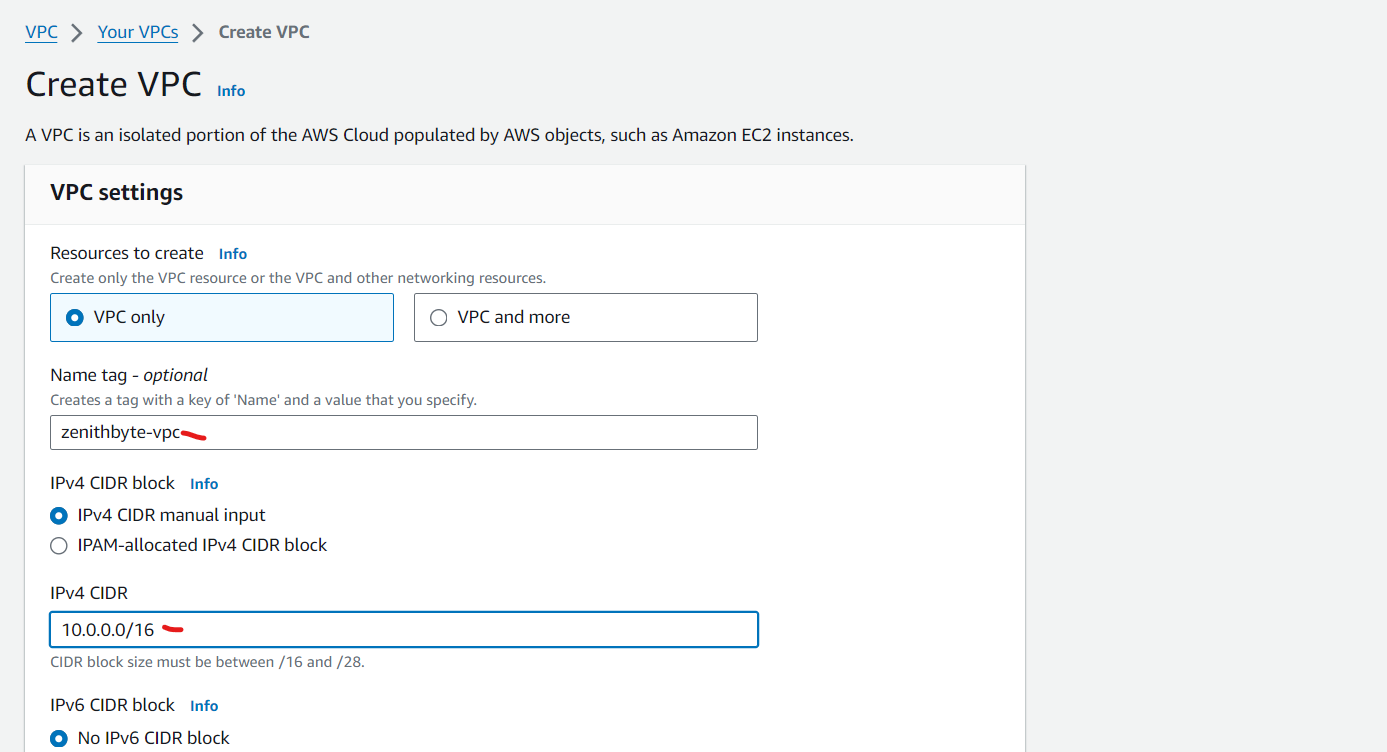 VPC > Your VPCs > Create VPC
Create VPC Info
A VPC is an isolated portion of the AWS Cloud populated by AWS objects, such as Amazon EC2 instances.
VPC settings
Resources to create Info
Create only the VPC resource or the VPC and other networking resources.
VPC only VPC and more
Name tag - optional
Creates a tag with a key of 'Name' and a value that you specify.
zenithbyte-vpc
IPv4 CIDR block Info
IPv4 CIDR manual input
IPAM-allocated IPv4 CIDR block
IPv4 CIDR
10.0.0.0/16
CIDR block size must be between /16 and /28.
IPv6 CIDR block Info
No IPv6 CIDR block